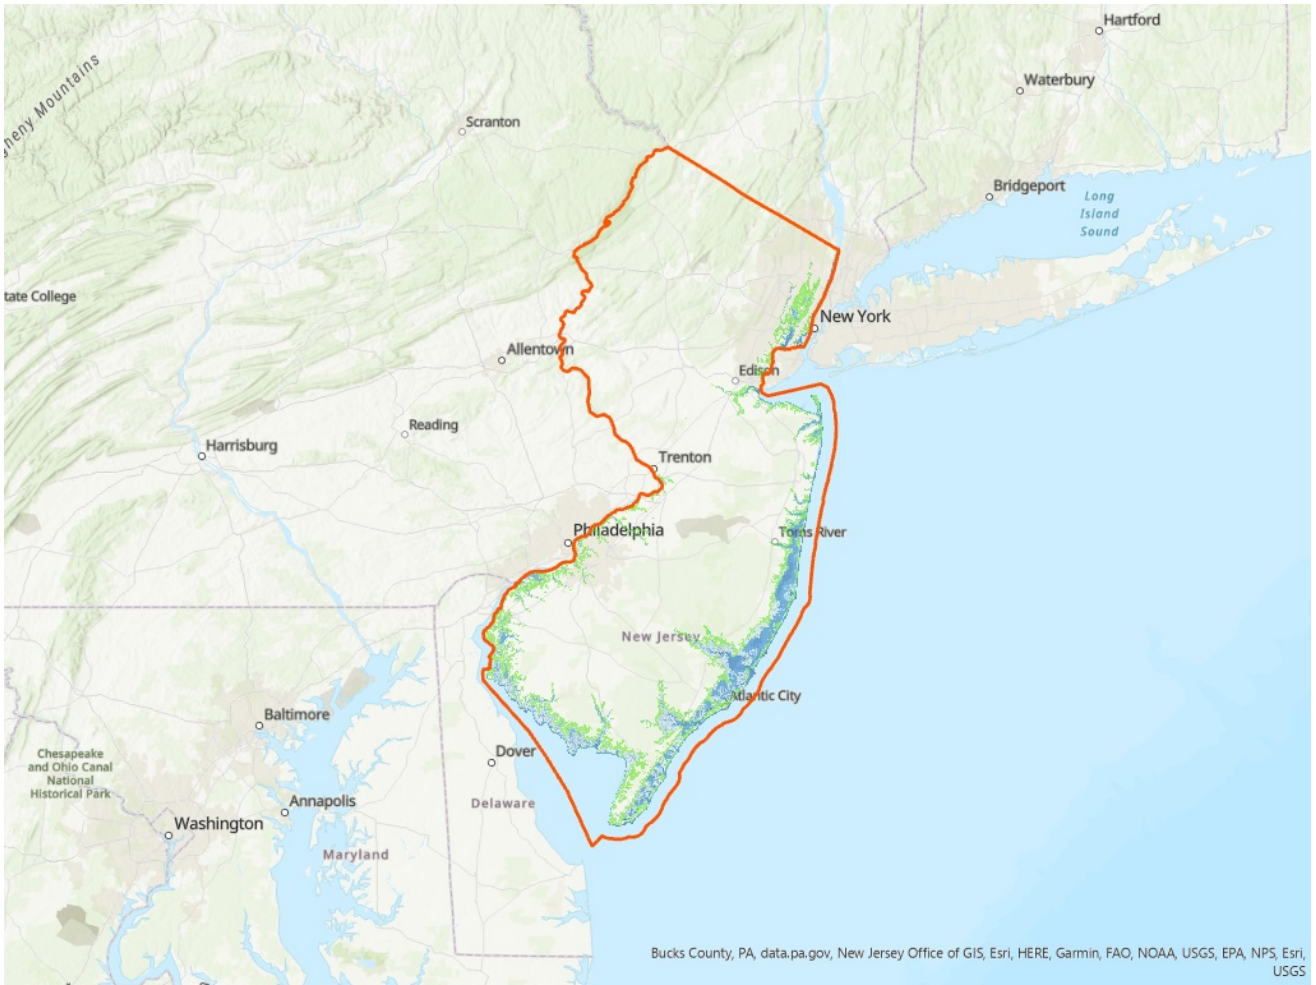 Hartford
Waterbury
gheny Mountains
Scranton
Bridgeport
Long
Island
Sound
tate College
New York
Allentown
Edison
Reading
Harrisburg
Trenton
Philadelphia
Toms River
New Jersey
Atlantic City
Baltimore
Dover
Chesapeake
and Ohio Canal
National
Historical Park
Annapolis
Delaware
Washington
Maryland
Bucks County, PA, data.pa.gov, New Jersey Office of GIS, Esri, HERE, Garmin, FAO, NOAA, USGS, EPA, NPS, Esri,
USGS